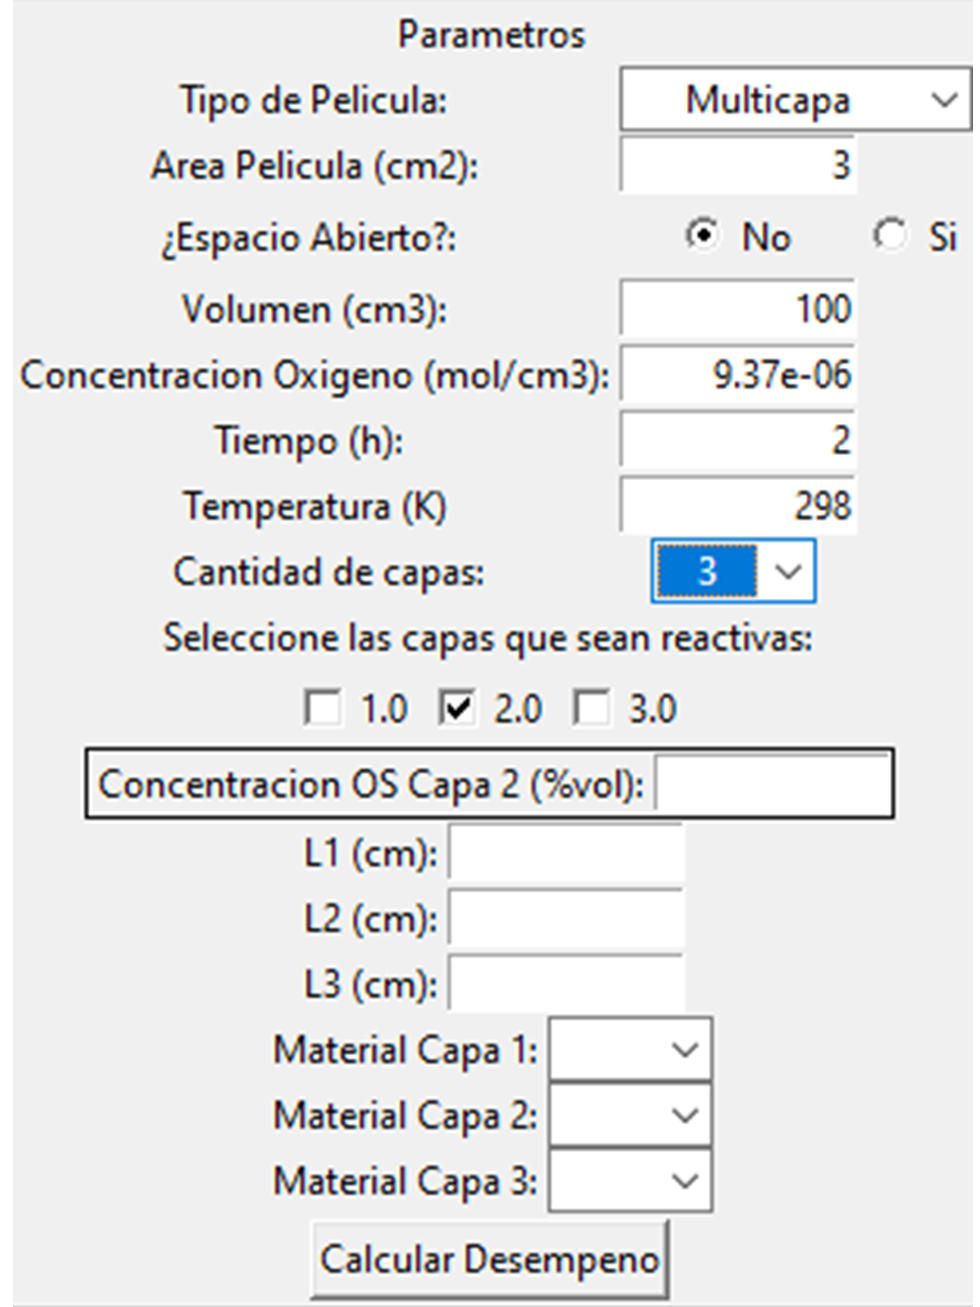 Parametros
Tipo de Pelicula: Multicapa
Area Pelicula (cm2): 3
¿Espacio Abierto?: No Si
Volumen (cm3): 100
Concentracion Oxigeno (mol/cm3): 9.37e-06
Tiempo (h): 2
Temperatura (K) 298
Cantidad de capas: 3
Seleccione las capas que sean reactivas:
1.0 2.0 3.0
Concentracion OS Capa 2 (%vol):
L1 (cm):
L2 (cm):
L3 (cm):
Material Capa 1:
Material Capa 2:
Material Capa 3:
Calcular Desempeno